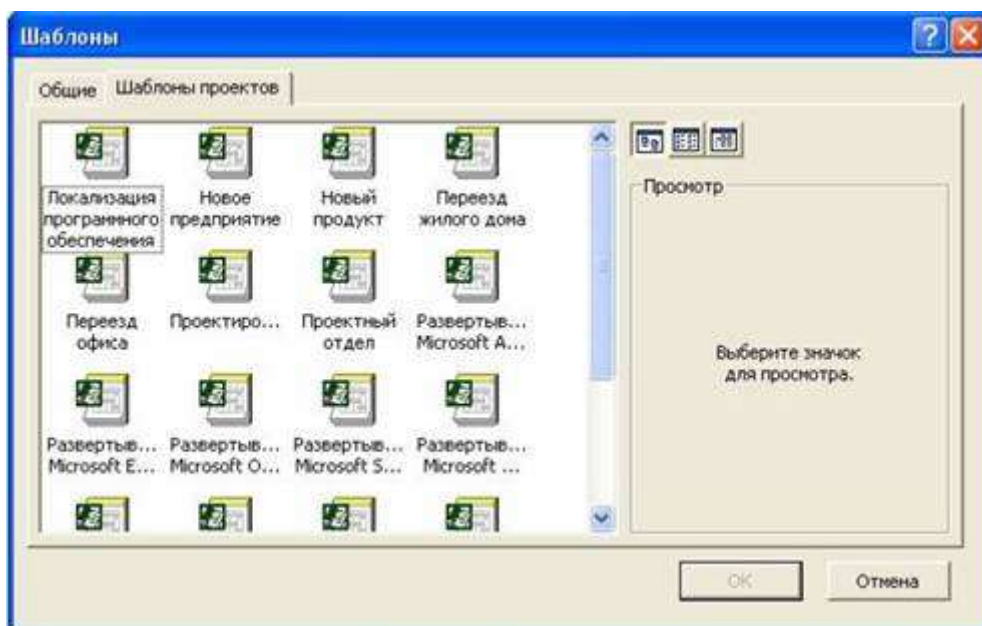 Шаблоны
Общие Шаблоны проектов
Локализация программного обеспечения
Новое предприятие
Новый продукт
Переезд жилого дома
Переезд офиса
Проектиро...
Проектный отдел
Развертыв... Microsoft A...
Развертыв... Microsoft E...
Развертыв... Microsoft O...
Развертыв... Microsoft S...
Развертыв... Microsoft ...
Просмотр
Выберите значок
для просмотра.
OK Отмена